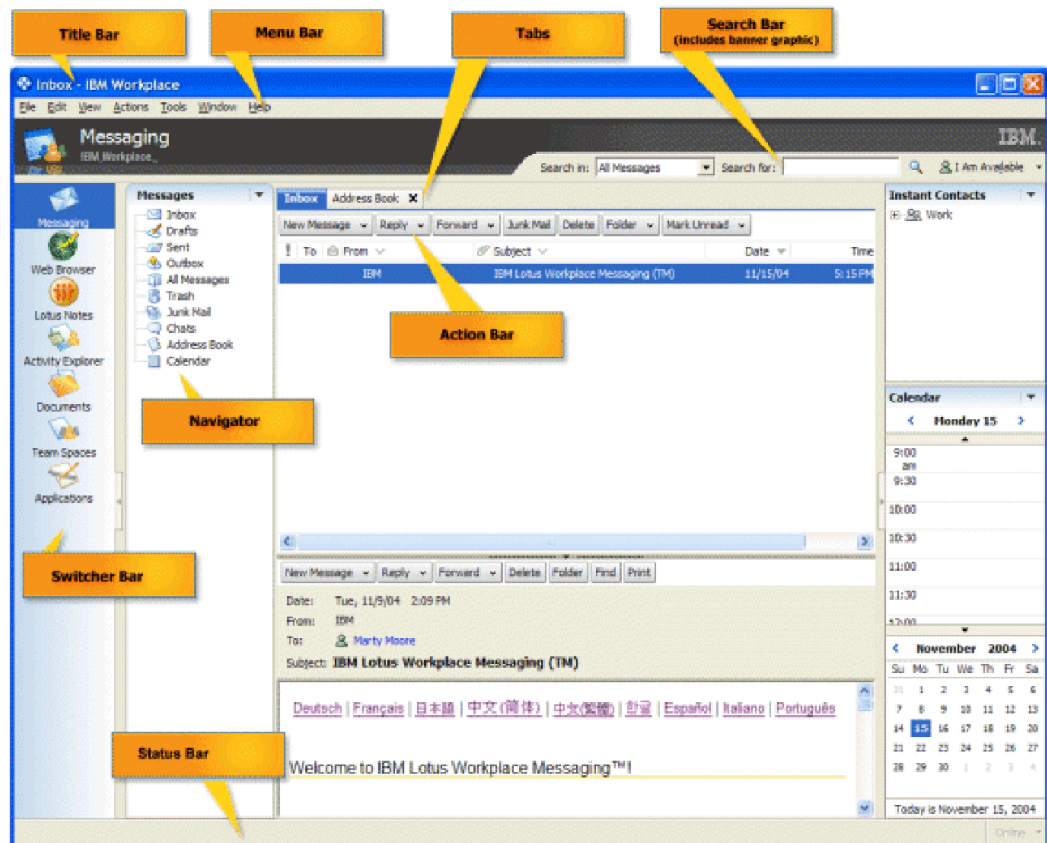 Title Bar
Menu Bar
Tabs
Search Bar
(includes banner graphic)
Inbox - IBM Workplace
File Edit View Actions Tools Window Help
Messaging
IBM Workplace
IBM.
Search in: All Messages Search for: I Am Available
Messaging
Web Browser
Lotus Notes
Activity Explorer
Documents
Team Spaces
Applications
Switcher Bar
Messages
Inbox
Drafts
Sent
Outbox
All Messages
Trash
Junk Mail
Chats
Address Book
Calendar
Navigator
Inbox Address Book X
New Message Reply Forward Junk Mail Delete Folder Mark Unread
! To From Subject Date Time
IBM IBM Lotus Workplace Messaging (TM) 11/15/04 5:15 PM
Action Bar
New Message Reply Forward Delete Folder Find Print
Date: Tue, 11/9/04 2:09 PM
From: IBM
To: Marty Moore
Subject: IBM Lotus Workplace Messaging (TM)
Deutsch | Français | 日本語 | 中文(简体) | 中文(繁體) | 한글 | Español | Italiano | Português
Welcome to IBM Lotus Workplace Messaging™!
Status Bar
Instant Contacts
Work
Calendar
Monday 15
9:00
am
9:30
10:00
10:30
11:00
11:30
12:00
November 2004
Su Mo Tu We Th Fr Sa
31 1 2 3 4 5 6
7 8 9 10 11 12 13
14 15 16 17 18 19 20
21 22 23 24 25 26 27
28 29 30 1 2 3 4
Today is November 15, 2004
Online